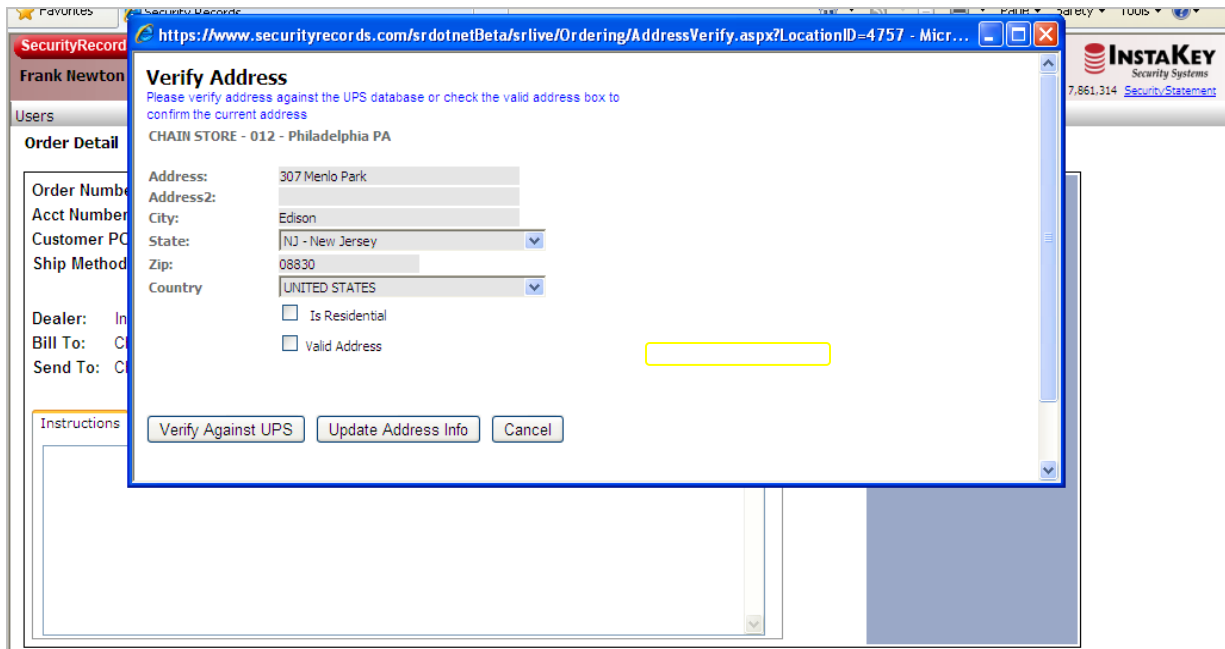 Favorites Security Records Page Safety Tools
https://www.securityrecords.com/srdotnetBeta/srlive/Ordering/AddressVerify.aspx?LocationID=4757 - Micr...
SecurityRecord
Frank Newton
INSTAKEY
Security Systems
7,861,314 SecurityStatement
Users
Order Detail
Verify Address
Please verify address against the UPS database or check the valid address box to
confirm the current address
CHAIN STORE - 012 - Philadelphia PA
Order Numbe
Acct Number
Customer PO
Ship Method
Dealer: In
Bill To: Cl
Send To: Cl
Address: 307 Menlo Park
Address2:
City: Edison
State: NJ - New Jersey
Zip: 08830
Country UNITED STATES
Is Residential
Valid Address
Instructions
Verify Against UPS Update Address Info Cancel